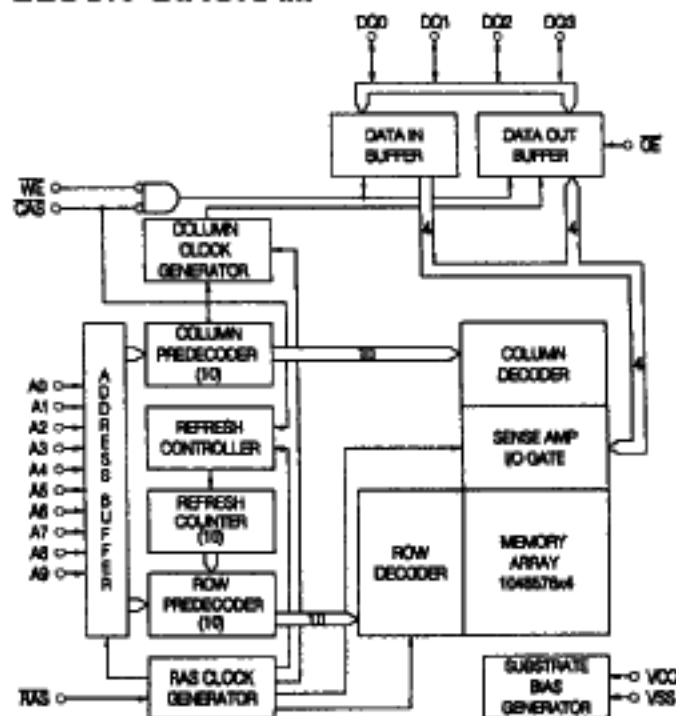 DQ0 DQ1 DQ2 DQ3
DATA IN
BUFFER
DATA OUT
BUFFER
OE
WE
CAS
COLUMN
CLOCK
GENERATOR
4
4
COLUMN
PREDECODER
(10)
10
COLUMN
DECODER
4
ADDRESS BUFFER
A0
A1
A2
A3
A4
A5
A6
A7
A8
A9
REFRESH
CONTROLLER
SENSE AMP
I/O GATE
REFRESH
COUNTER
(10)
ROW
DECODER
MEMORY
ARRAY
1048576x4
ROW
PREDECODER
(10)
10
RAS
RAS CLOCK
GENERATOR
SUBSTRATE
BIAS
GENERATOR
VCC
VSS